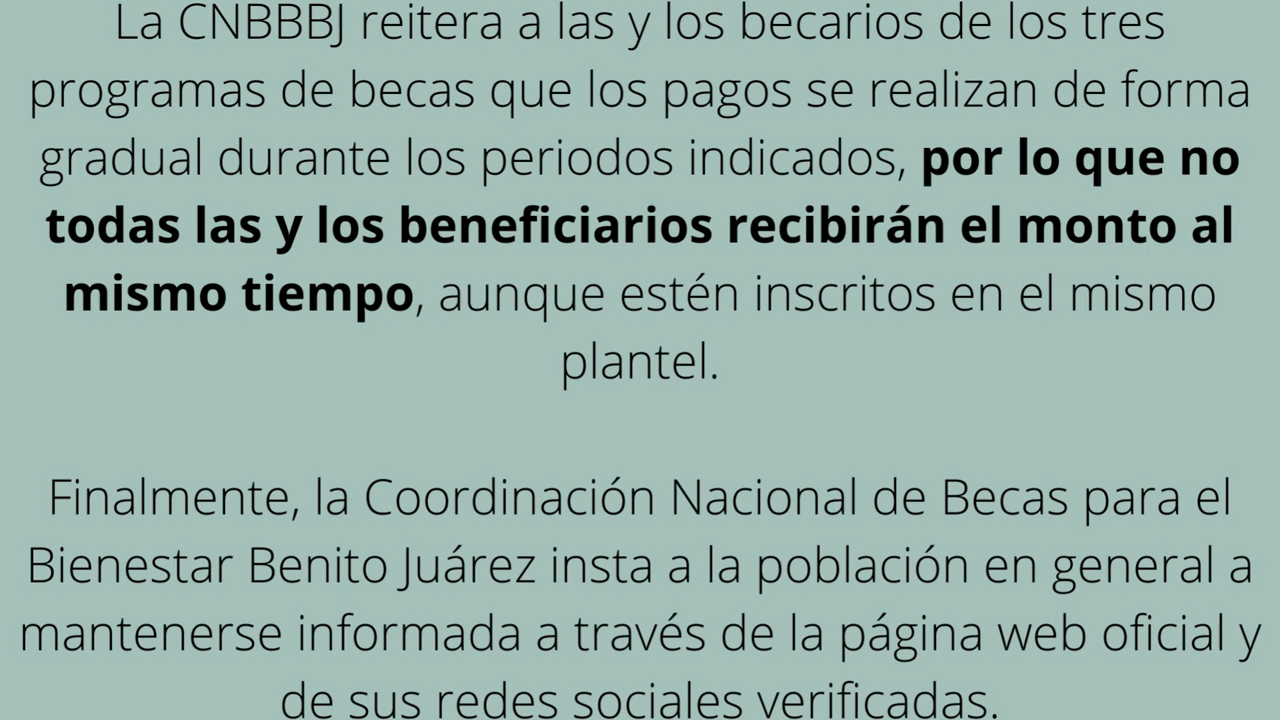 La CNBBBJ reitera a las y los becarios de los tres
programas de becas que los pagos se realizan de forma
gradual durante los periodos indicados, por lo que no
todas las y los beneficiarios recibirán el monto al
mismo tiempo, aunque estén inscritos en el mismo
plantel.
Finalmente, la Coordinación Nacional de Becas para el
Bienestar Benito Juárez insta a la población en general a
mantenerse informada a través de la página web oficial y
de sus redes sociales verificadas.